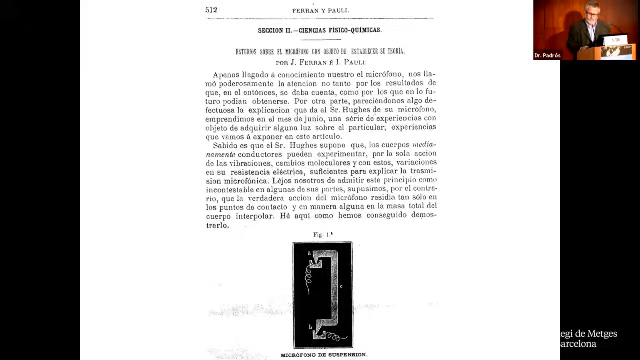 512
FERRAN Y PAULI.
SECCION II.—CIENCIAS FÍSICO-QUÍMICAS.
ESTUDIOS SOBRE EL MICRÓFONO CON OBJETO DE ESTABLECER SU TEORÍA,
POR J. FERRAN É I. PAULI
Apenos llagado á conocimiento nuestro el micrófono, nos lla-
mó poderosamente la atencion no tanto por los resultados de
que, en el entónces, se daba cuenta, como por los que en lo fu-
turo podian obtenerse. Por otra parte, pareciéndonos algo de-
fectuosa la explicacion que da el Sr. Hughes de su micrófono,
emprendimos en el mes de junio, una série de experiencias con
objeto de adquirir alguna luz sobre el particular, experiencias
que vamos á exponer en este artículo.
Sabido es que el Sr. Hughes supone que, los cuerpos media-
namente conductores pueden experimentar, por la sola accion
de las vibraciones, cambios moleculares y con estos, variaciones
en su resistencia eléctrica, suficientes para explicar la trasmi-
sion microfónica. Léjos nosotros de admitir este principio como
incontestable en algunas de sus partes, supusimos, por el contra-
rio, que la verdadera accion del micrófono residia tan sólo en
los puntos de contacto y en manera alguna en la masa total del
cuerpo interpolar. Hé aquí como hemos conseguido demos-
trarlo.
Fig. 1.ª
c
MICRÓFONO DE SUSPENSION.
Dr. Padrós
egi de Metges
Barcelona